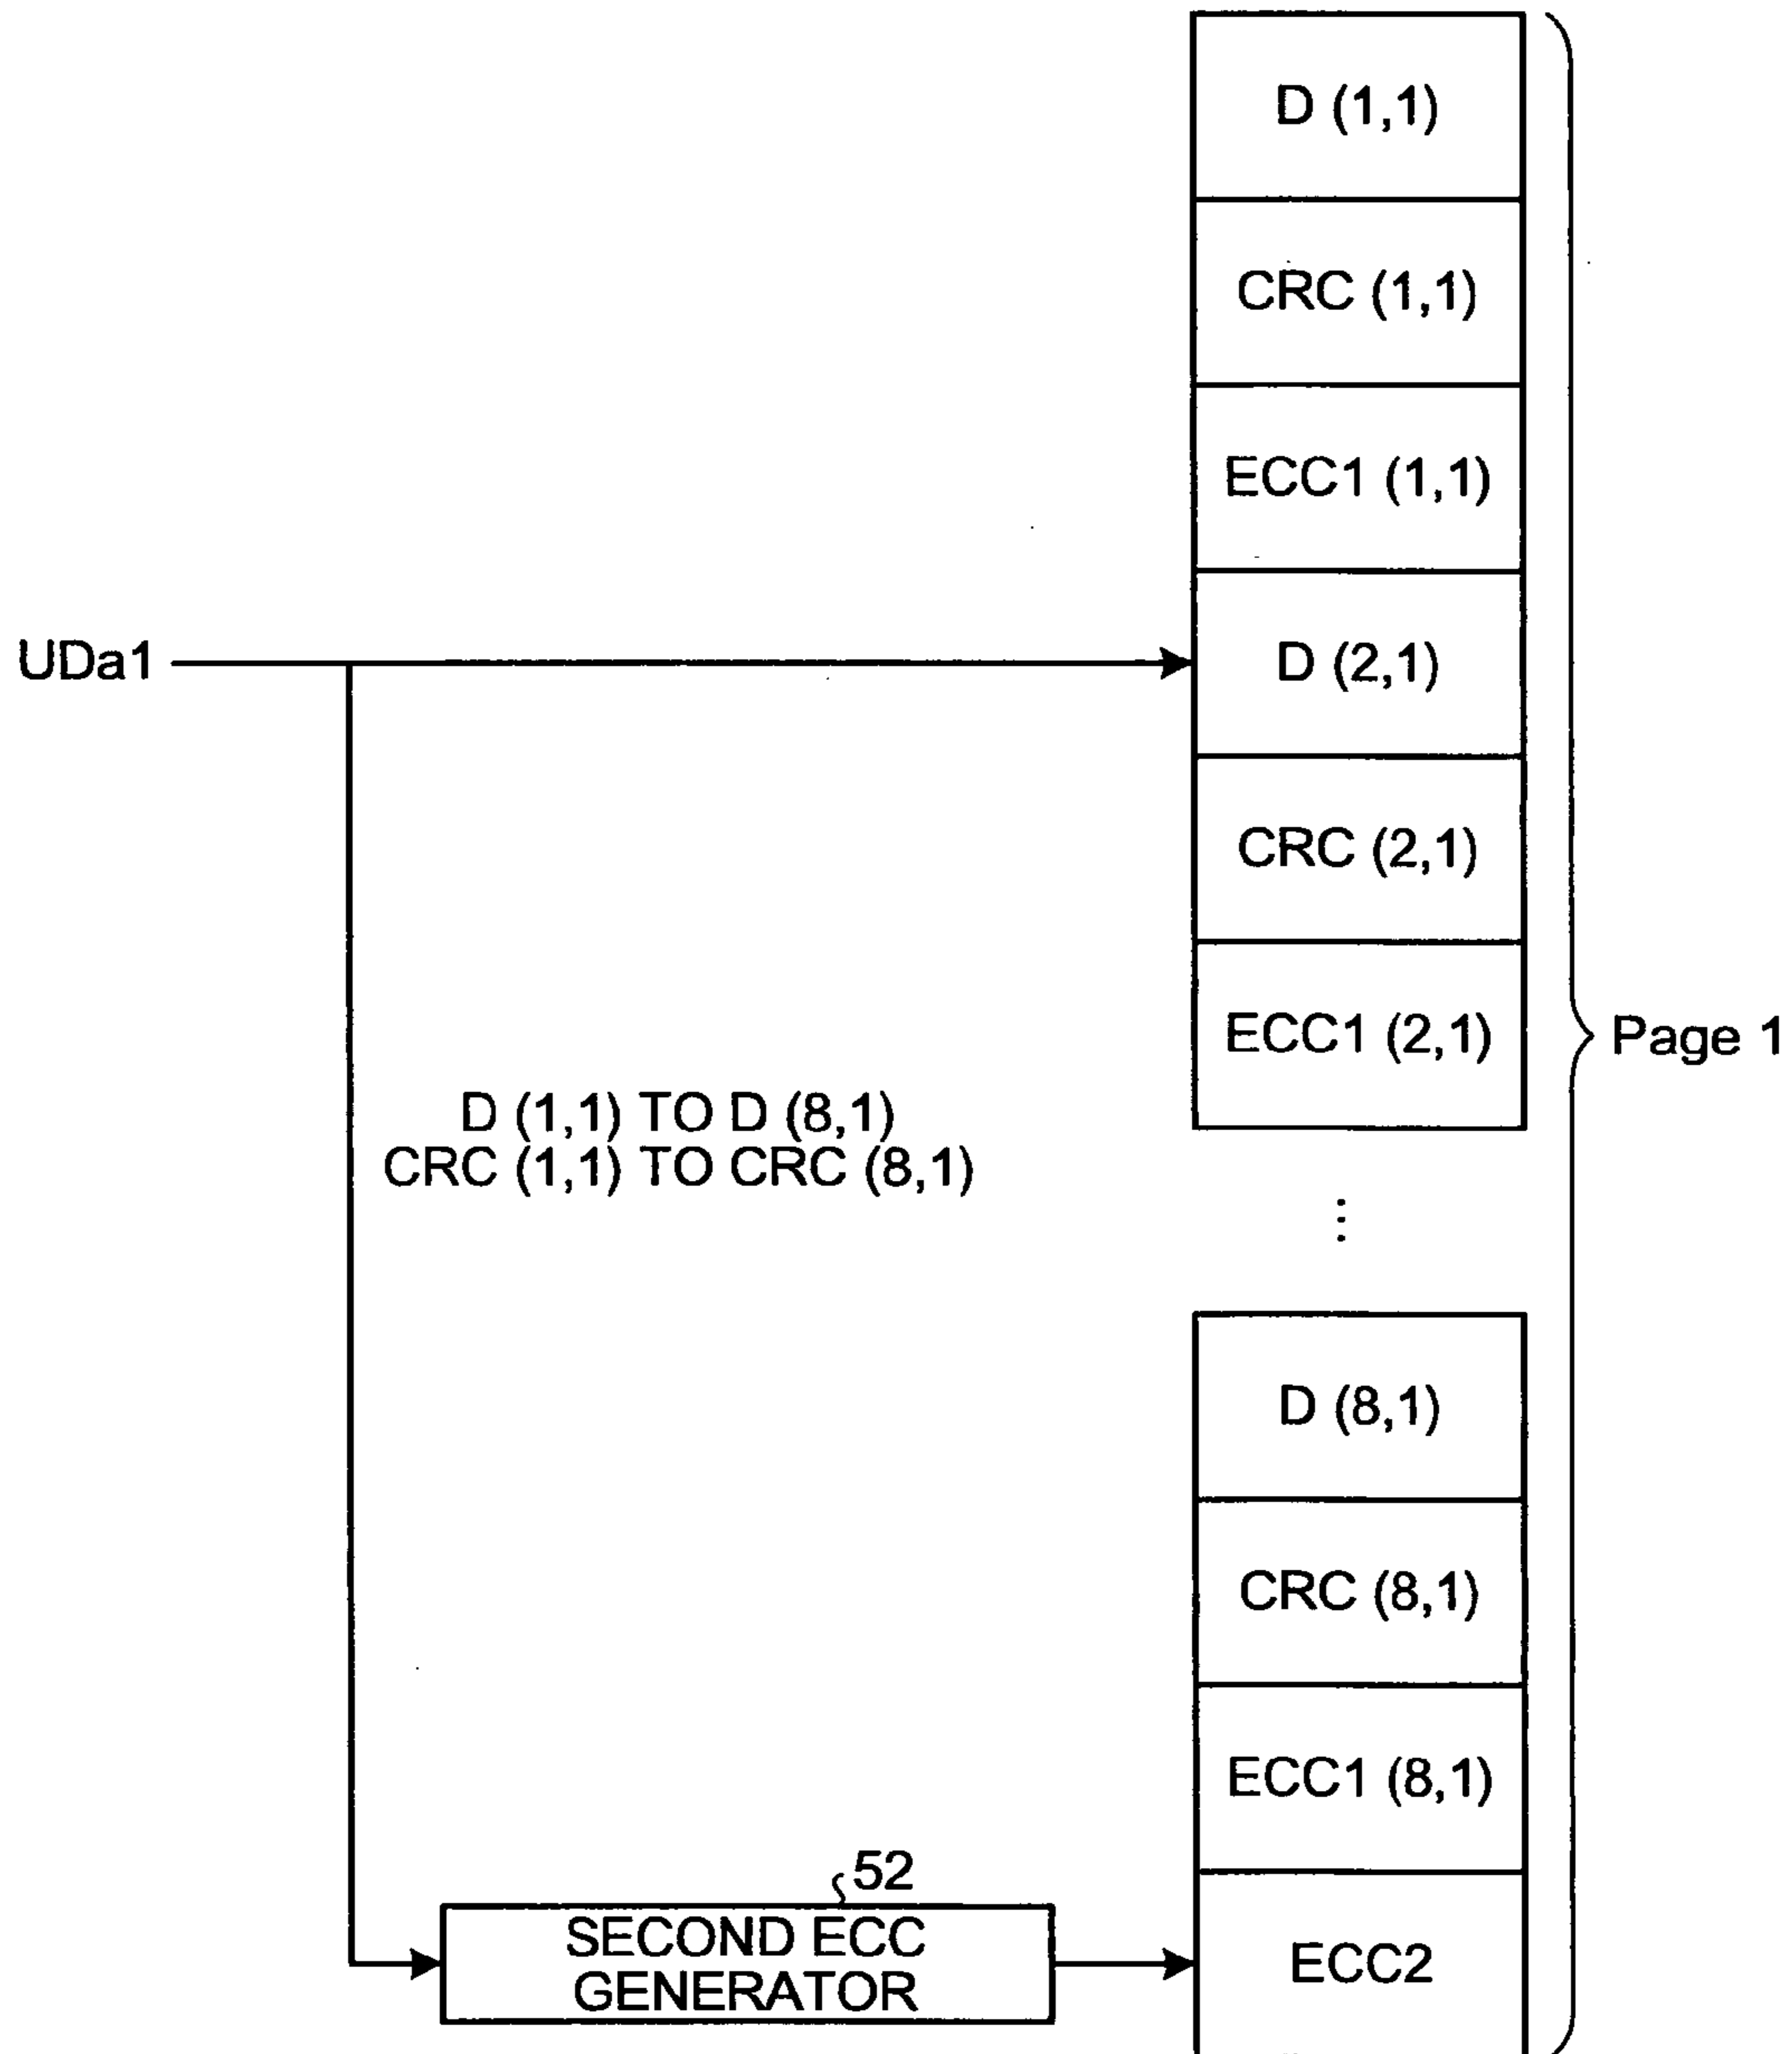 D (1,1)
CRC (1,1)
ECC1 (1,1)
UDa1
D (2,1)
CRC (2,1)
ECC1 (2,1)
Page 1
D (1,1) TO D (8,1)
CRC (1,1) TO CRC (8,1)
⋮
D (8,1)
CRC (8,1)
ECC1 (8,1)
52
SECOND ECC
GENERATOR
ECC2